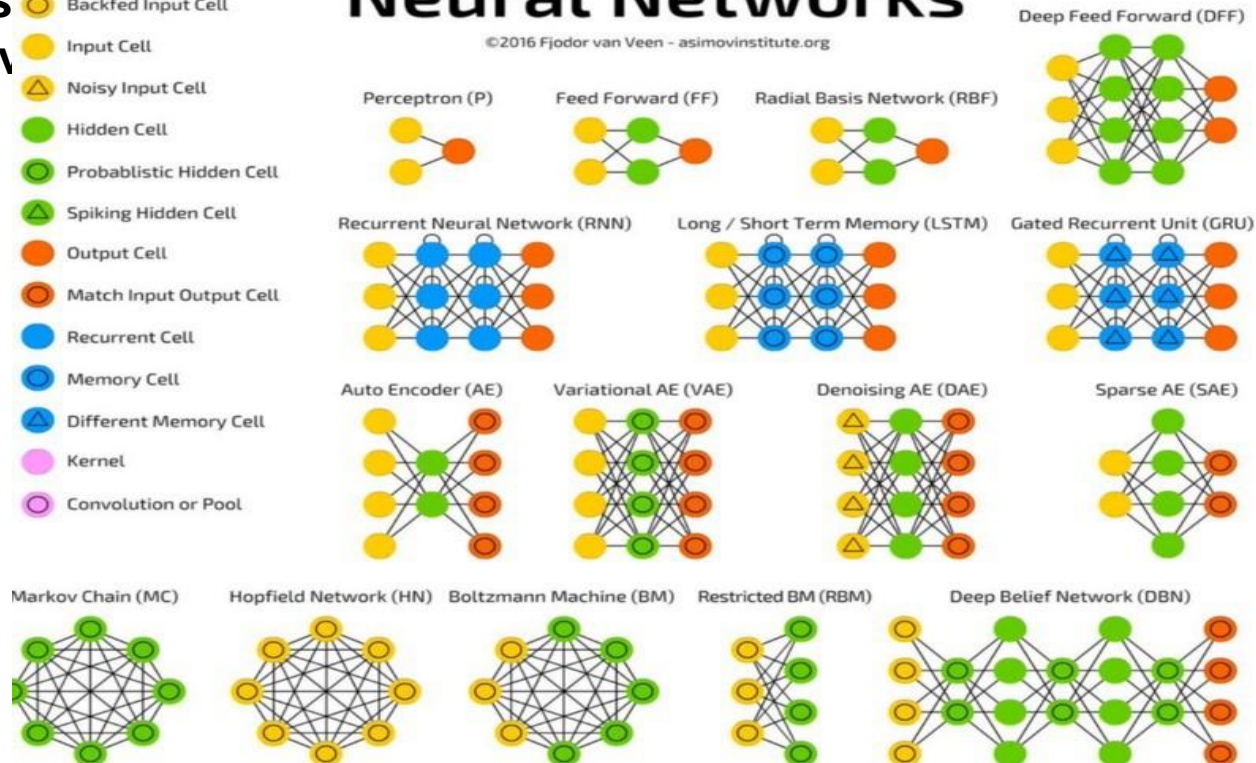 s
Backfed Input Cell
Neural Networks
Deep Feed Forward (DFF)
Input Cell
©2016 Fjodor van Veen - asimovinstitute.org
Noisy Input Cell
Perceptron (P)
Feed Forward (FF)
Radial Basis Network (RBF)
Hidden Cell
Probablistic Hidden Cell
Spiking Hidden Cell
Recurrent Neural Network (RNN)
Long / Short Term Memory (LSTM)
Gated Recurrent Unit (GRU)
Output Cell
Match Input Output Cell
Recurrent Cell
Memory Cell
Auto Encoder (AE)
Variational AE (VAE)
Denoising AE (DAE)
Sparse AE (SAE)
Different Memory Cell
Kernel
Convolution or Pool
Markov Chain (MC)
Hopfield Network (HN)
Boltzmann Machine (BM)
Restricted BM (RBM)
Deep Belief Network (DBN)